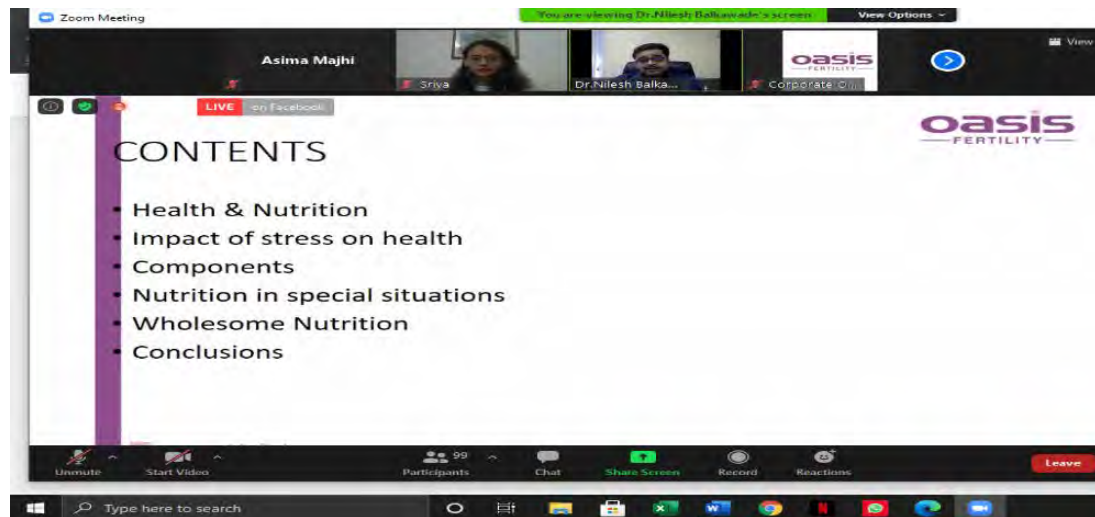 Zoom Meeting
You are viewing Dr.Nilesh Balkawade's screen
View Options
View
Asima Majhi
Sriya
Dr.Nilesh Balka...
Corporate
oasis
FERTILITY
LIVE on Facebook
oasis
FERTILITY
CONTENTS
• Health & Nutrition
• Impact of stress on health
• Components
• Nutrition in special situations
• Wholesome Nutrition
• Conclusions
Unmute
Start Video
99
Participants
Chat
Share Screen
Record
Reactions
Leave
Type here to search